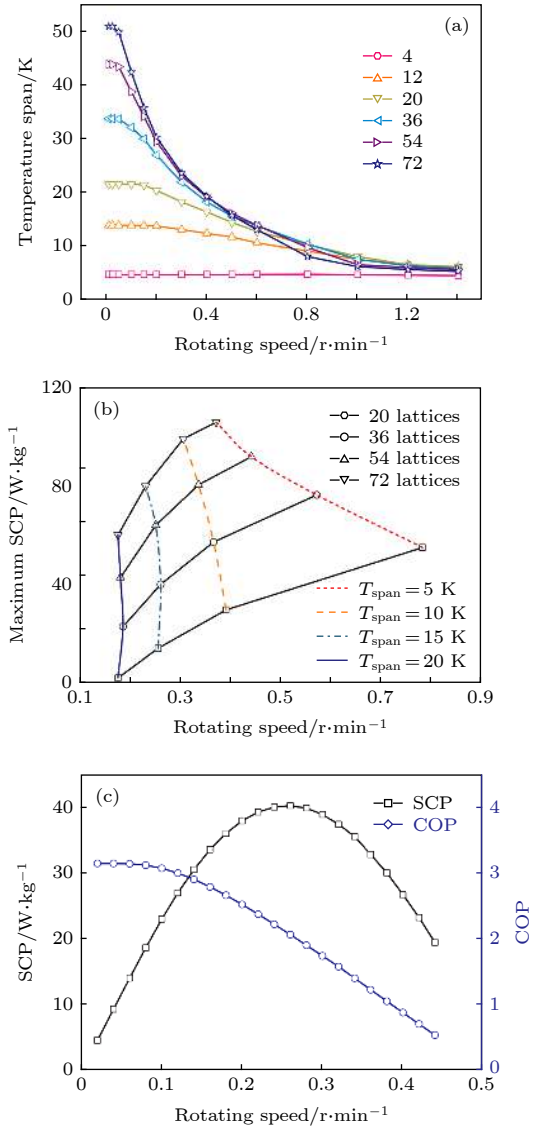 (a)
50
40
30
20
10
0
Temperature span/K
4
12
20
36
54
72
0
0.4
0.8
1.2
Rotating speed/r·min⁻¹
(b)
120
80
40
0
Maximum SCP/W·kg⁻¹
20 lattices
36 lattices
54 lattices
72 lattices
Tspan=5 K
Tspan=10 K
Tspan=15 K
Tspan=20 K
0.1
0.3
0.5
0.7
0.9
Rotating speed/r·min⁻¹
(c)
40
30
20
10
0
SCP/W·kg⁻¹
SCP
COP
4
3
2
1
0
COP
0
0.1
0.2
0.3
0.4
0.5
Rotating speed/r·min⁻¹